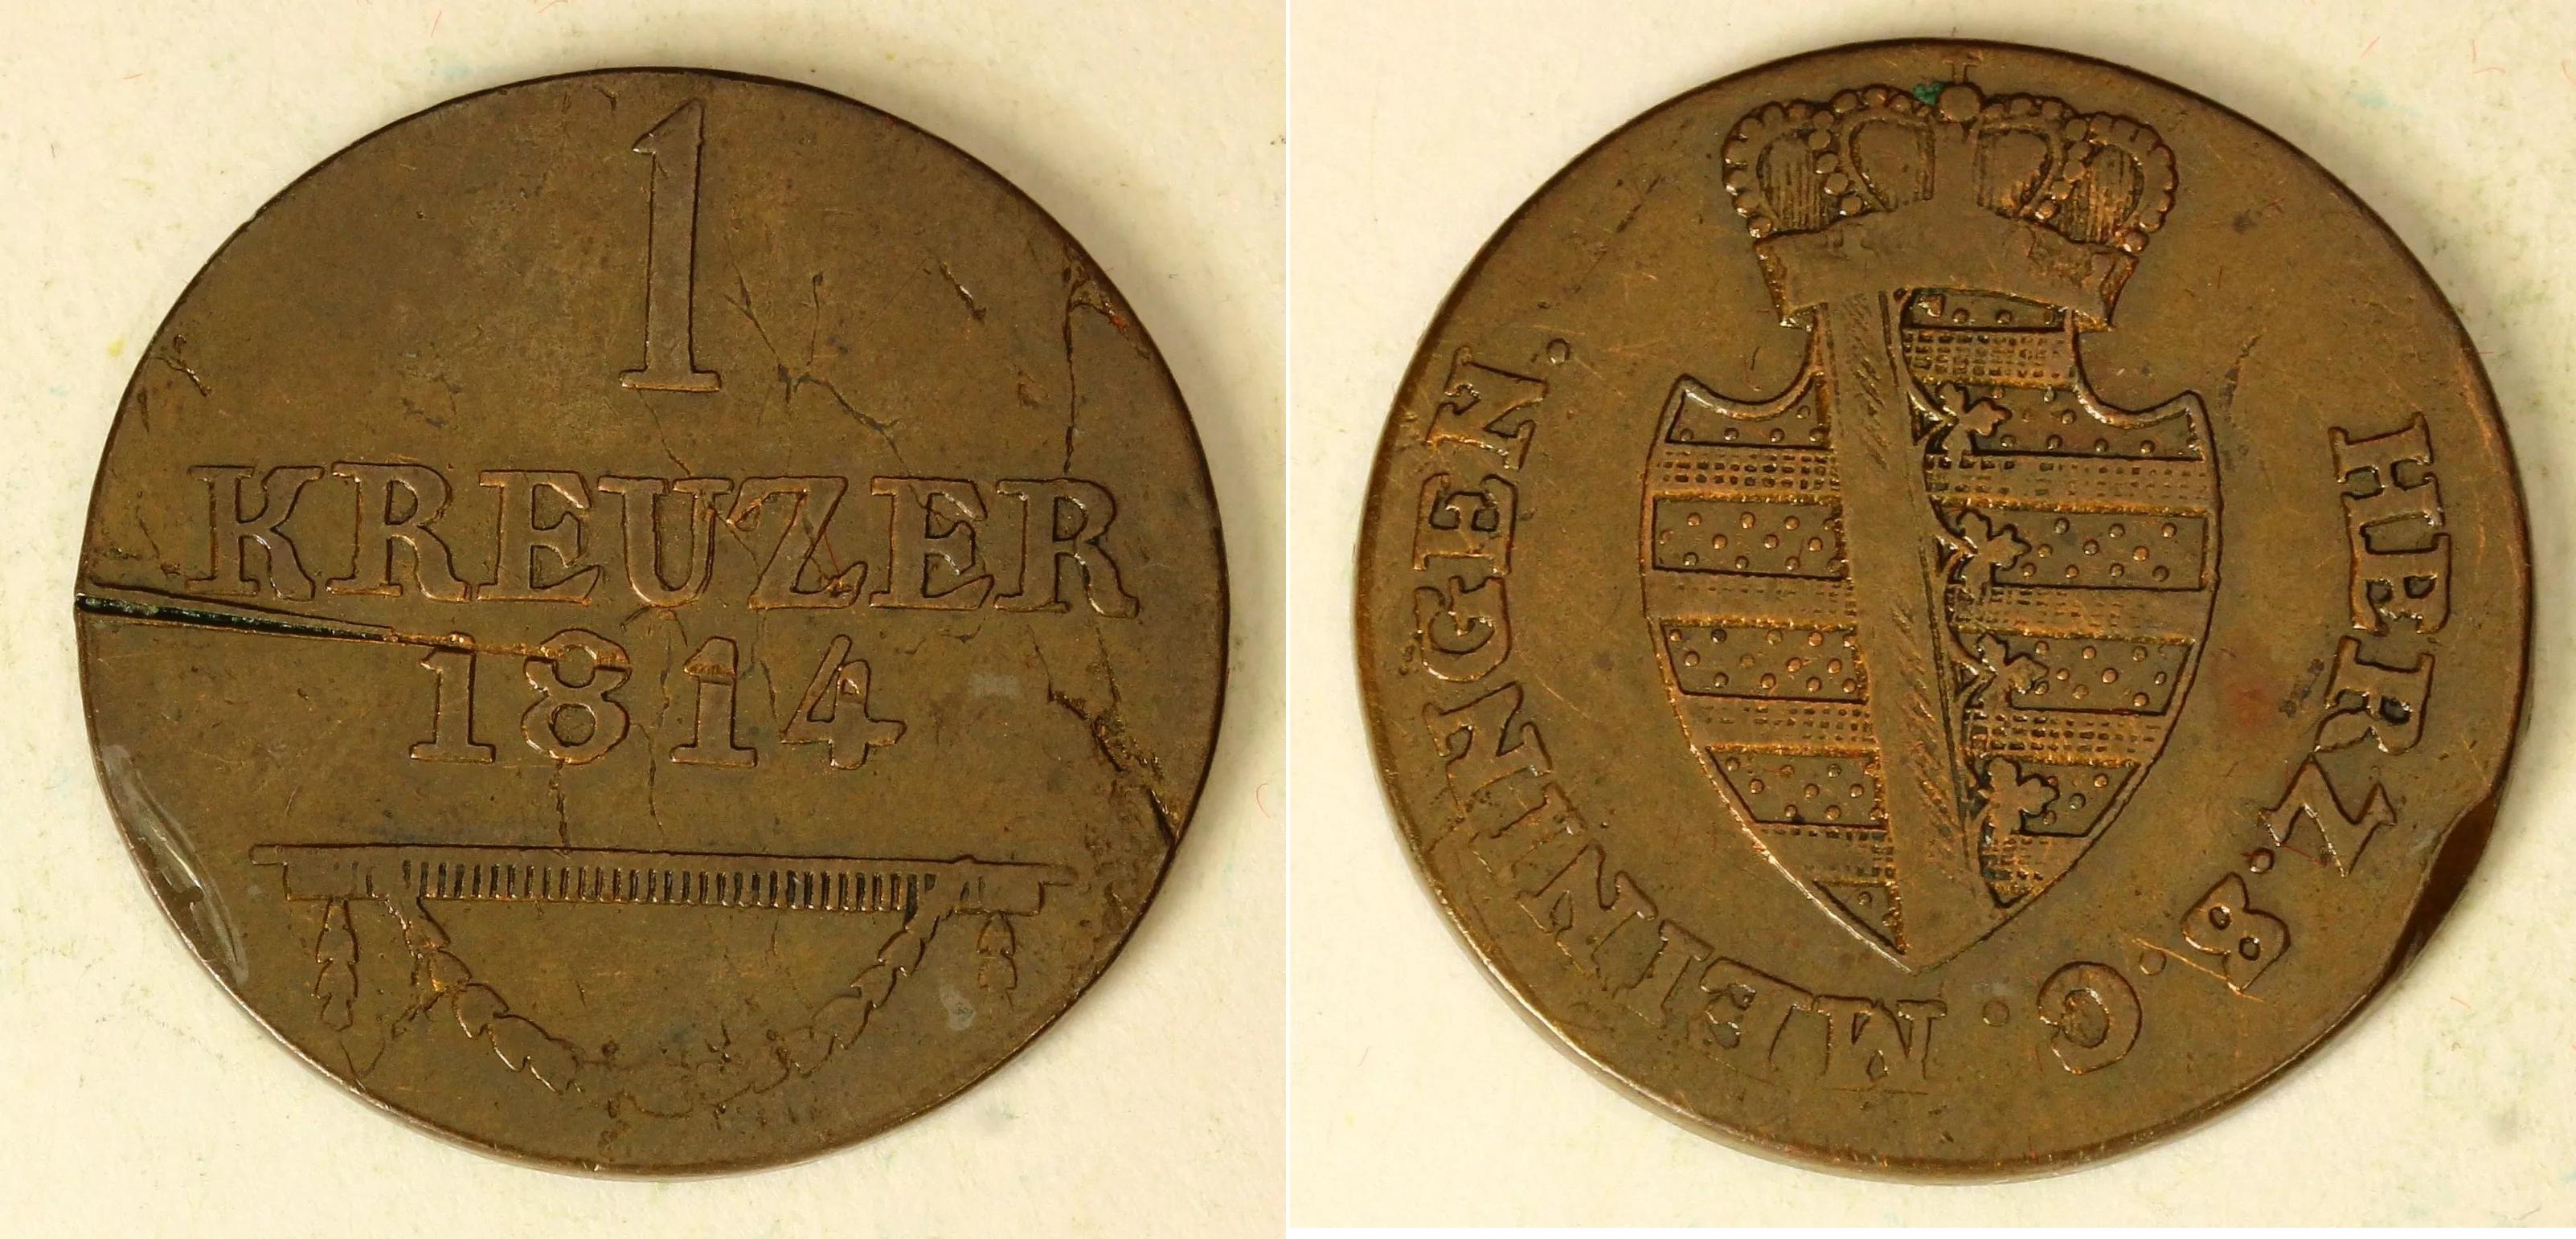 1
KREUZER
1814
HERZ.S.C.MEININGEN.